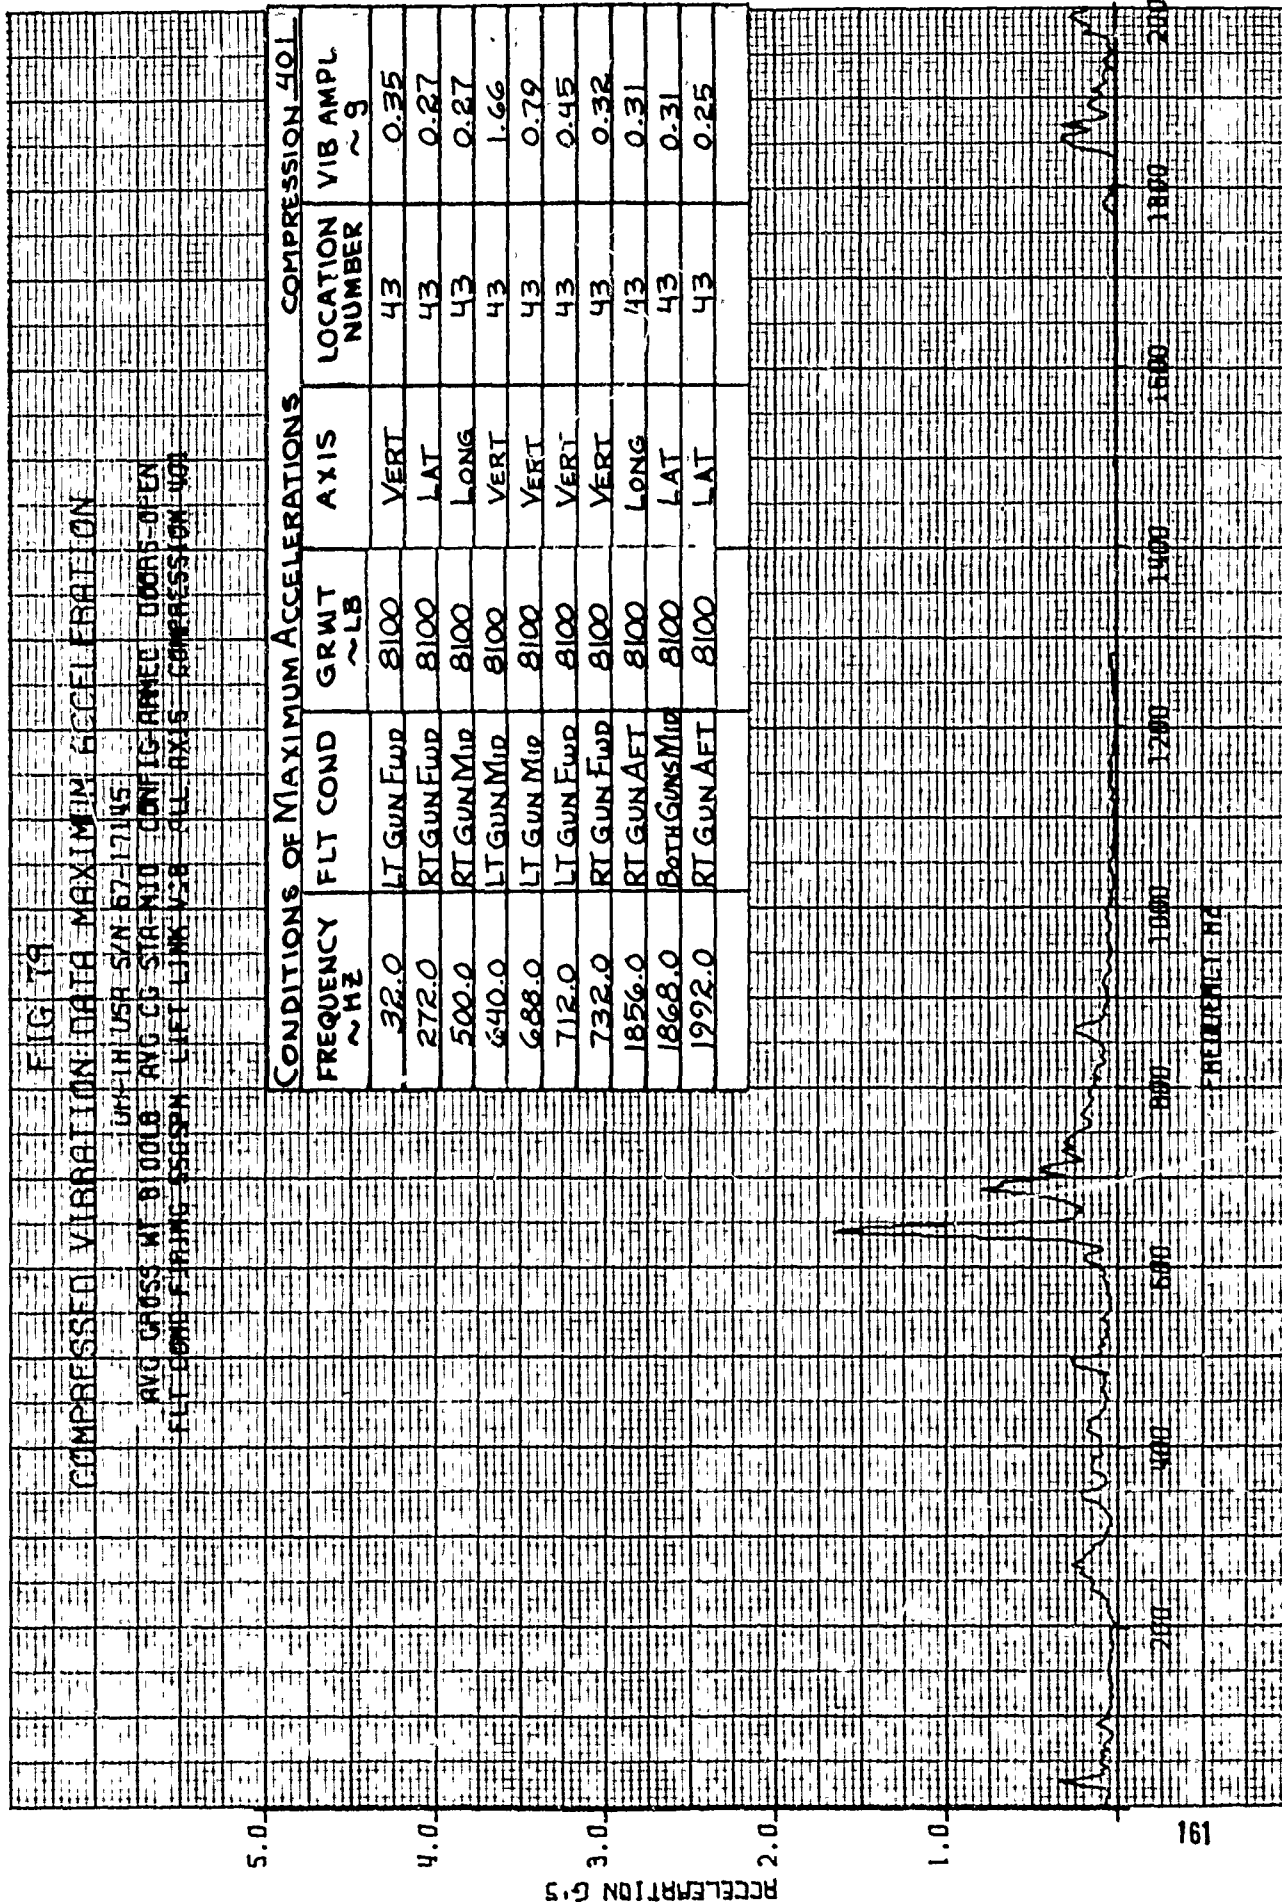 FIG 79
COMPRESSED VIBRATION DATA MAXIMUM ACCELERATION
UH-1H USA S/N 67-17145
AVG GROSS WT 8100LB AVG CG STA-MID CONFIG-ARMED DOORS-OPEN
FLT COND-FIRING LIFT LINK VIB ALL AXIS COMPRESSION 401
CONDITIONS OF MAXIMUM ACCELERATIONS COMPRESSION 401
FREQUENCY ~HZ FLT COND GRWT ~LB AXIS LOCATION NUMBER VIB AMPL ~g
32.0 LT GUN FWD 8100 VERT 43 0.35
272.0 RT GUN FWD 8100 LAT 43 0.27
500.0 RT GUN MID 8100 LONG 43 0.27
640.0 LT GUN MID 8100 VERT 43 1.66
688.0 LT GUN MID 8100 VERT 43 0.79
712.0 LT GUN FWD 8100 VERT 43 0.45
732.0 RT GUN FWD 8100 VERT 43 0.32
1856.0 RT GUN AFT 8100 LONG 43 0.31
1868.0 BOTH GUNS MID 8100 LAT 43 0.31
1992.0 RT GUN AFT 8100 LAT 43 0.25
5.0
4.0
3.0
2.0
1.0
ACCELERATION G'S
200 400 600 800 1000 1200 1400 1600 1800 200
FREQUENCY-HZ
161